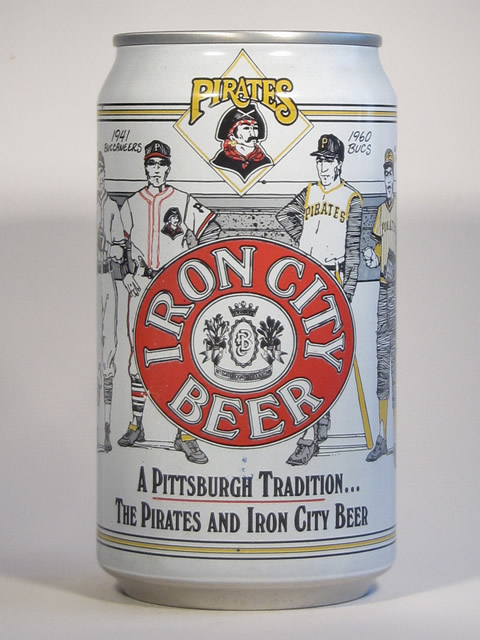 PIRATES
1941
BUCCANEERS
1960
BUCS
P
P
PIRATES
IRON CITY
BEER
A PITTSBURGH TRADITION...
THE PIRATES AND IRON CITY BEER